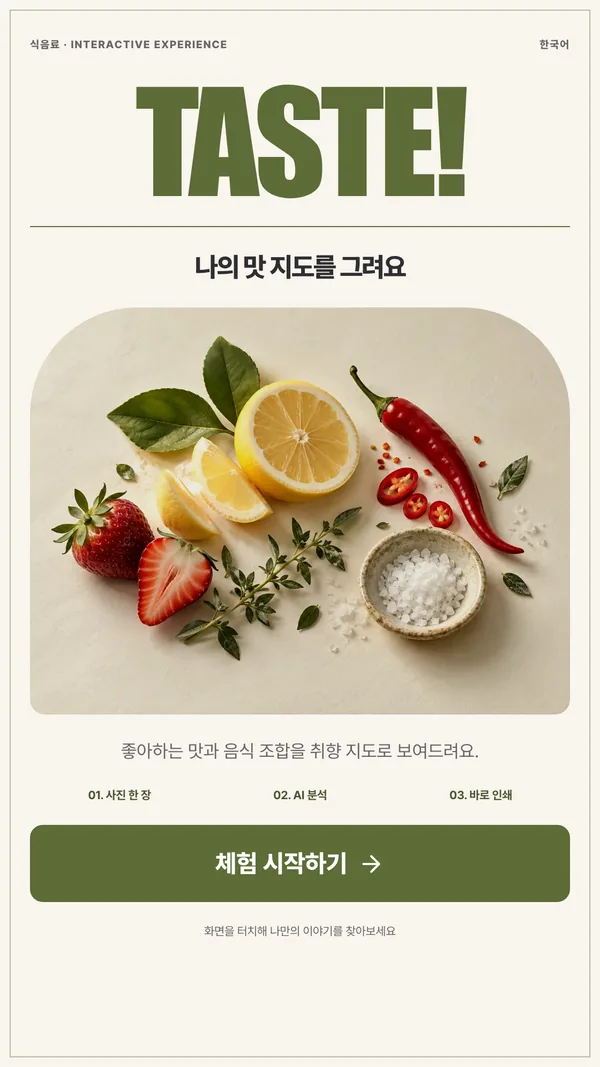 식음료 · INTERACTIVE EXPERIENCE
한국어
TASTE!
나의 맛 지도를 그려요
좋아하는 맛과 음식 조합을 취향 지도로 보여드려요.
01. 사진 한 장
02. AI 분석
03. 바로 인쇄
체험 시작하기 →
화면을 터치해 나만의 이야기를 찾아보세요